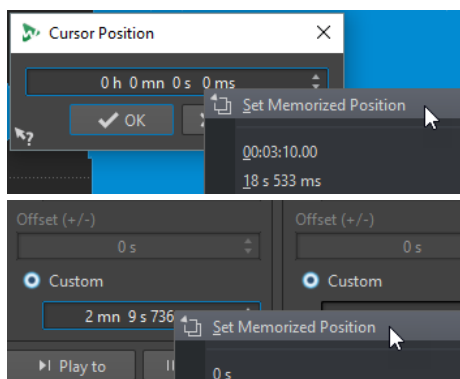 Cursor Position
0 h 0 mn 0 s 0 ms
OK
Set Memorized Position
00:03:10.00
18 s 533 ms
Offset (+/-)
Offset (+/-)
0 s
0 s
Custom
Custom
2 mn 9 s 736
Set Memorized Position
Play to
0 s